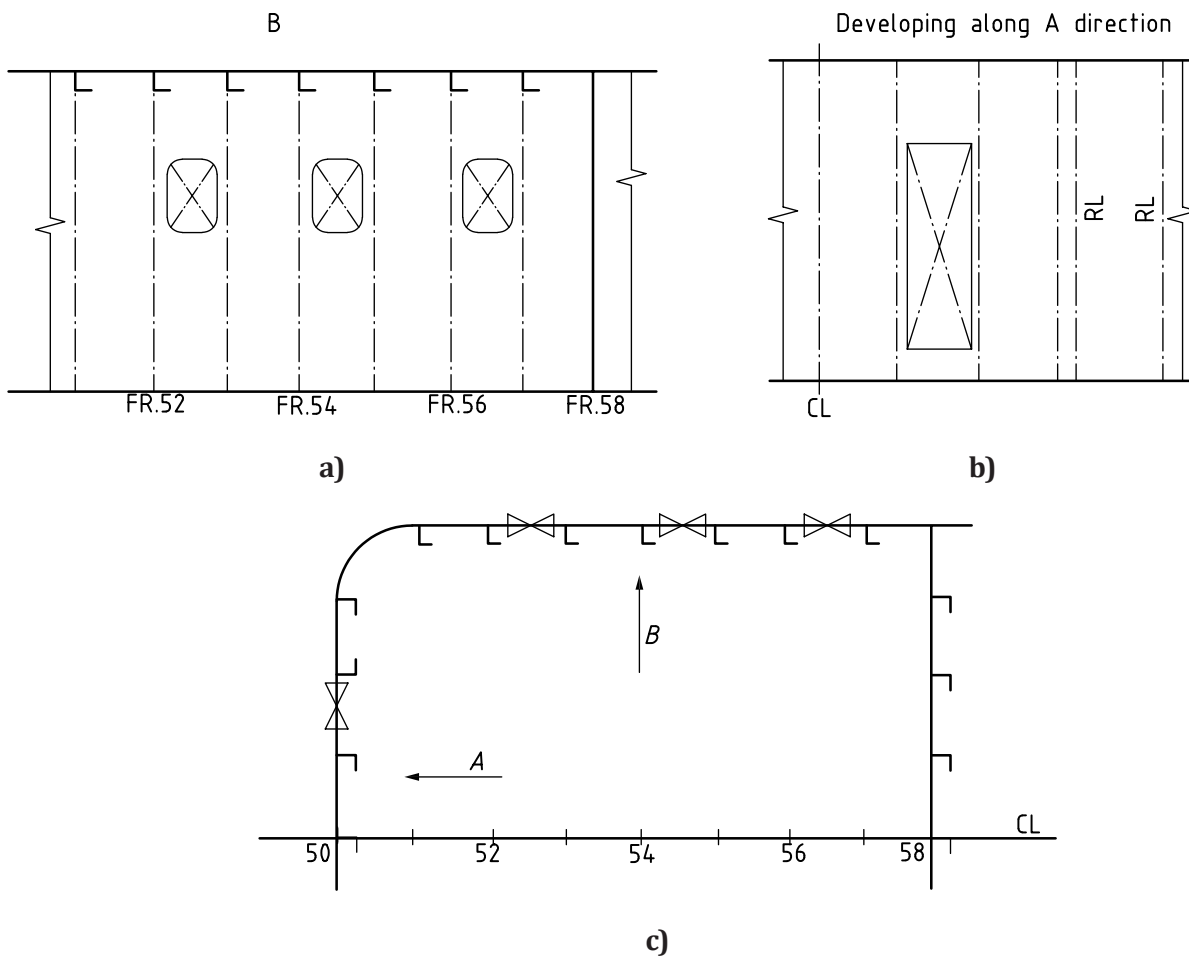 B
Developing along A direction
RL
RL
FR.52
FR.54
FR.56
FR.58
CL
a)
b)
B
A
CL
50
52
54
56
58
c)